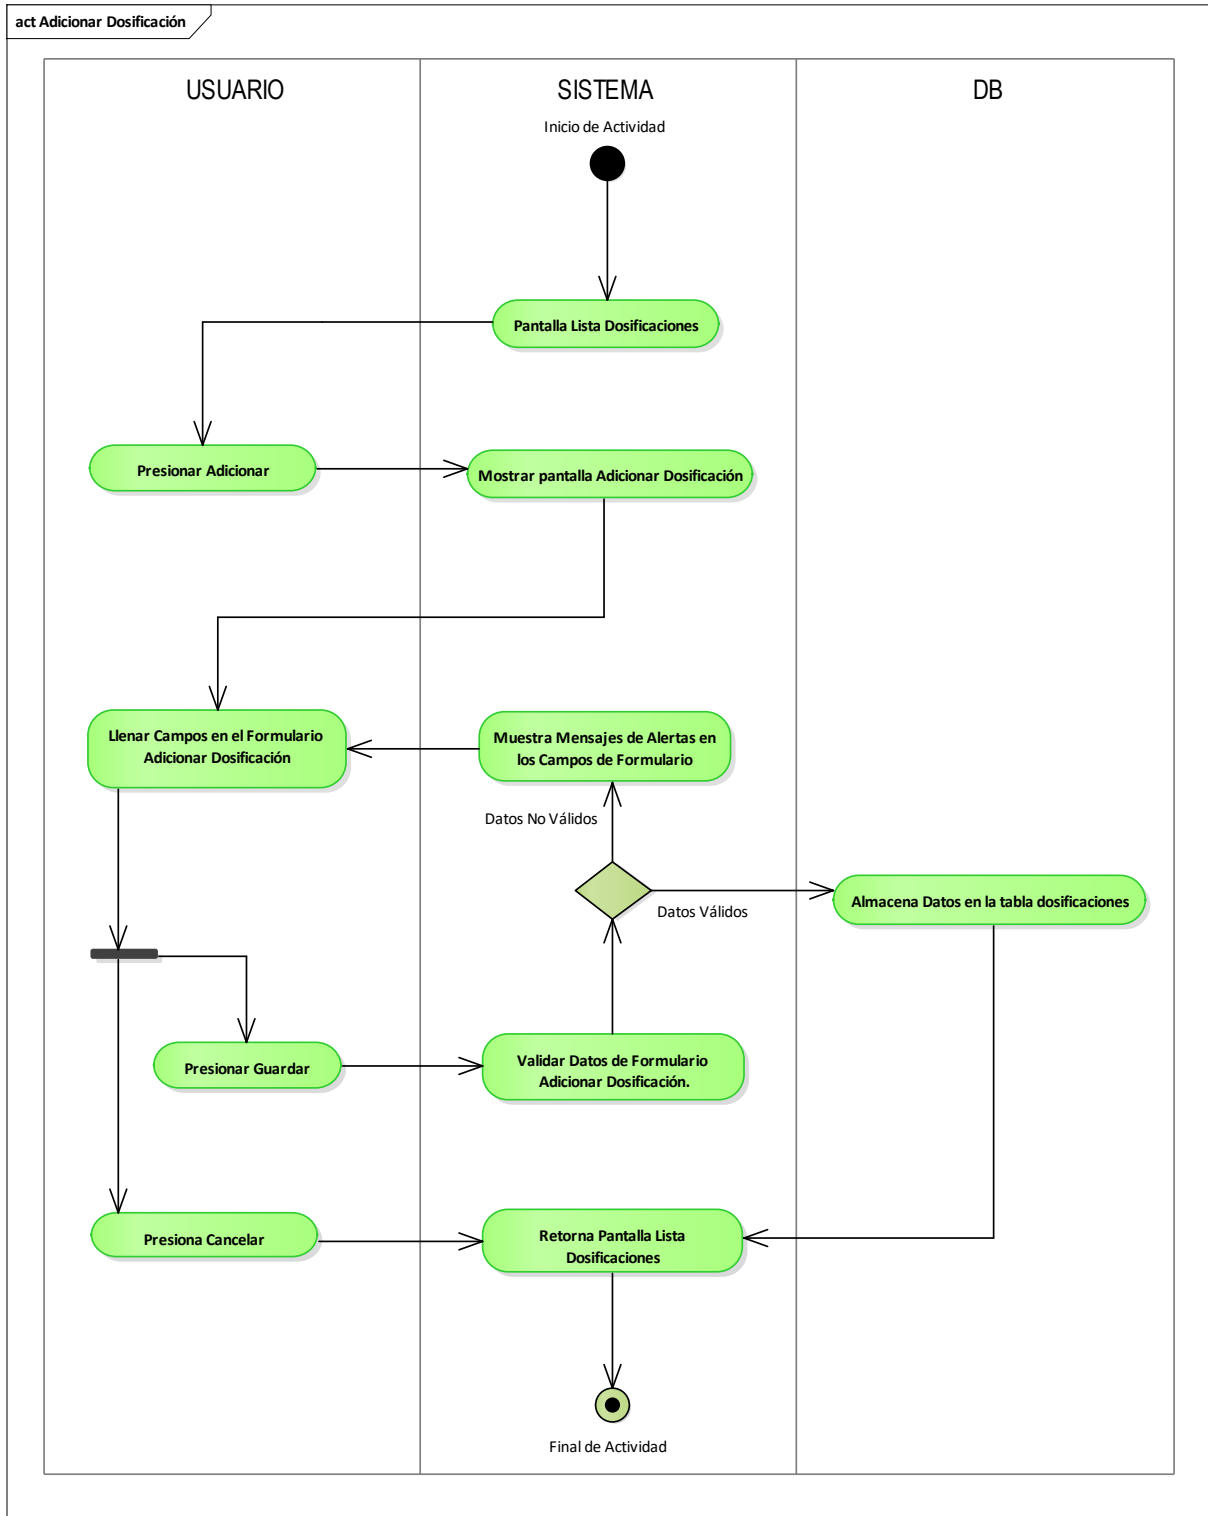 act Adicionar Dosificación
USUARIO
SISTEMA
DB
Inicio de Actividad
Pantalla Lista Dosificaciones
Presionar Adicionar
Mostrar pantalla Adicionar Dosificación
Llenar Campos en el Formulario
Adicionar Dosificación
Muestra Mensajes de Alertas en
los Campos de Formulario
Datos No Válidos
Datos Válidos
Almacena Datos en la tabla dosificaciones
Presionar Guardar
Validar Datos de Formulario
Adicionar Dosificación.
Presiona Cancelar
Retorna Pantalla Lista
Dosificaciones
Final de Actividad